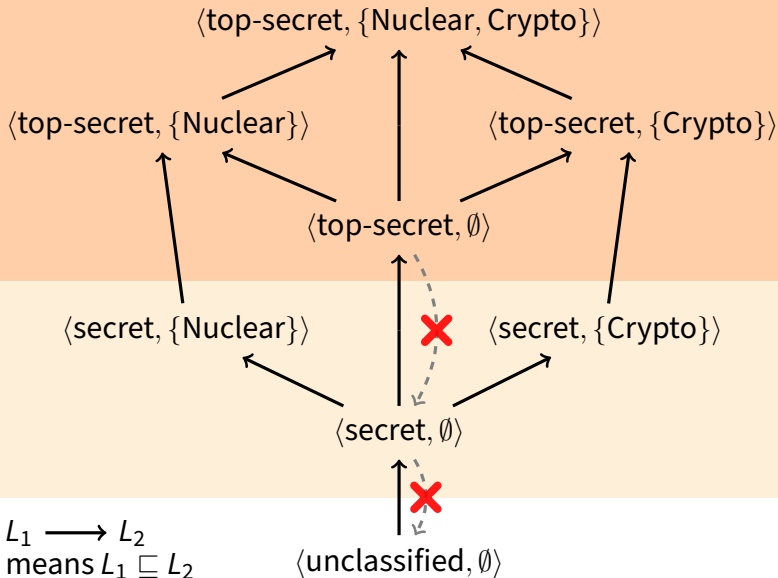 ⟨top-secret, {Nuclear, Crypto}⟩
⟨top-secret, {Nuclear}⟩
⟨top-secret, {Crypto}⟩
⟨top-secret, ∅⟩
⟨secret, {Nuclear}⟩
⟨secret, {Crypto}⟩
⟨secret, ∅⟩
L₁ ⟶ L₂
means L₁ ⊑ L₂
⟨unclassified, ∅⟩